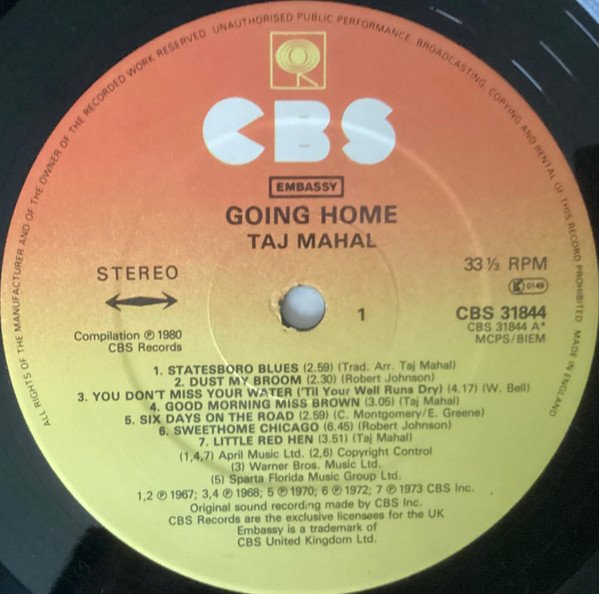 ALL RIGHTS OF THE MANUFACTURER AND OF THE OWNER OF THE RECORDED WORK RESERVED. UNAUTHORISED PUBLIC PERFORMANCE, BROADCASTING, COPYING AND RENTAL OF THIS RECORD PROHIBITED. MADE IN ENGLAND
CBS
EMBASSY
GOING HOME
TAJ MAHAL
STEREO
33⅓ RPM
K 0149
1
CBS 31844
CBS 31844 A*
MCPS/BIEM
Compilation ℗ 1980
CBS Records
1. STATESBORO BLUES (2.59) (Trad. Arr. Taj Mahal)
2. DUST MY BROOM (2.30) (Robert Johnson)
3. YOU DON'T MISS YOUR WATER ('Til Your Well Runs Dry) (4.17) (W. Bell)
4. GOOD MORNING MISS BROWN (3.05) (Taj Mahal)
5. SIX DAYS ON THE ROAD (2.59) (C. Montgomery/E. Greene)
6. SWEETHOME CHICAGO (6.45) (Robert Johnson)
7. LITTLE RED HEN (3.51) (Taj Mahal)
(1,4,7) April Music Ltd. (2,6) Copyright Control
(3) Warner Bros. Music Ltd.
(5) Sparta Florida Music Group Ltd.
1,2 ℗ 1967; 3,4 ℗ 1968; 5 ℗ 1970; 6 ℗ 1972; 7 ℗ 1973 CBS Inc.
Original sound recording made by CBS Inc.
CBS Records are the exclusive licensees for the UK
Embassy is a trademark of
CBS United Kingdom Ltd.